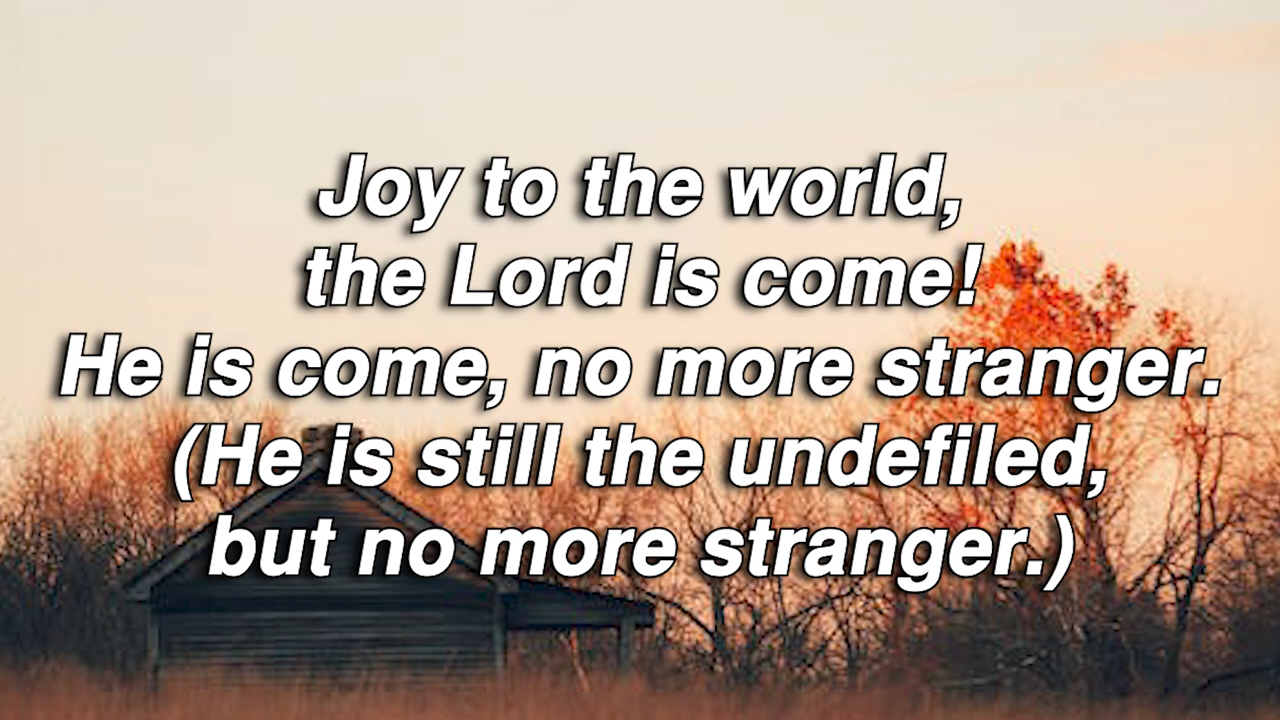 Joy to the world,
the Lord is come!
He is come, no more stranger.
(He is still the undefiled,
but no more stranger.)